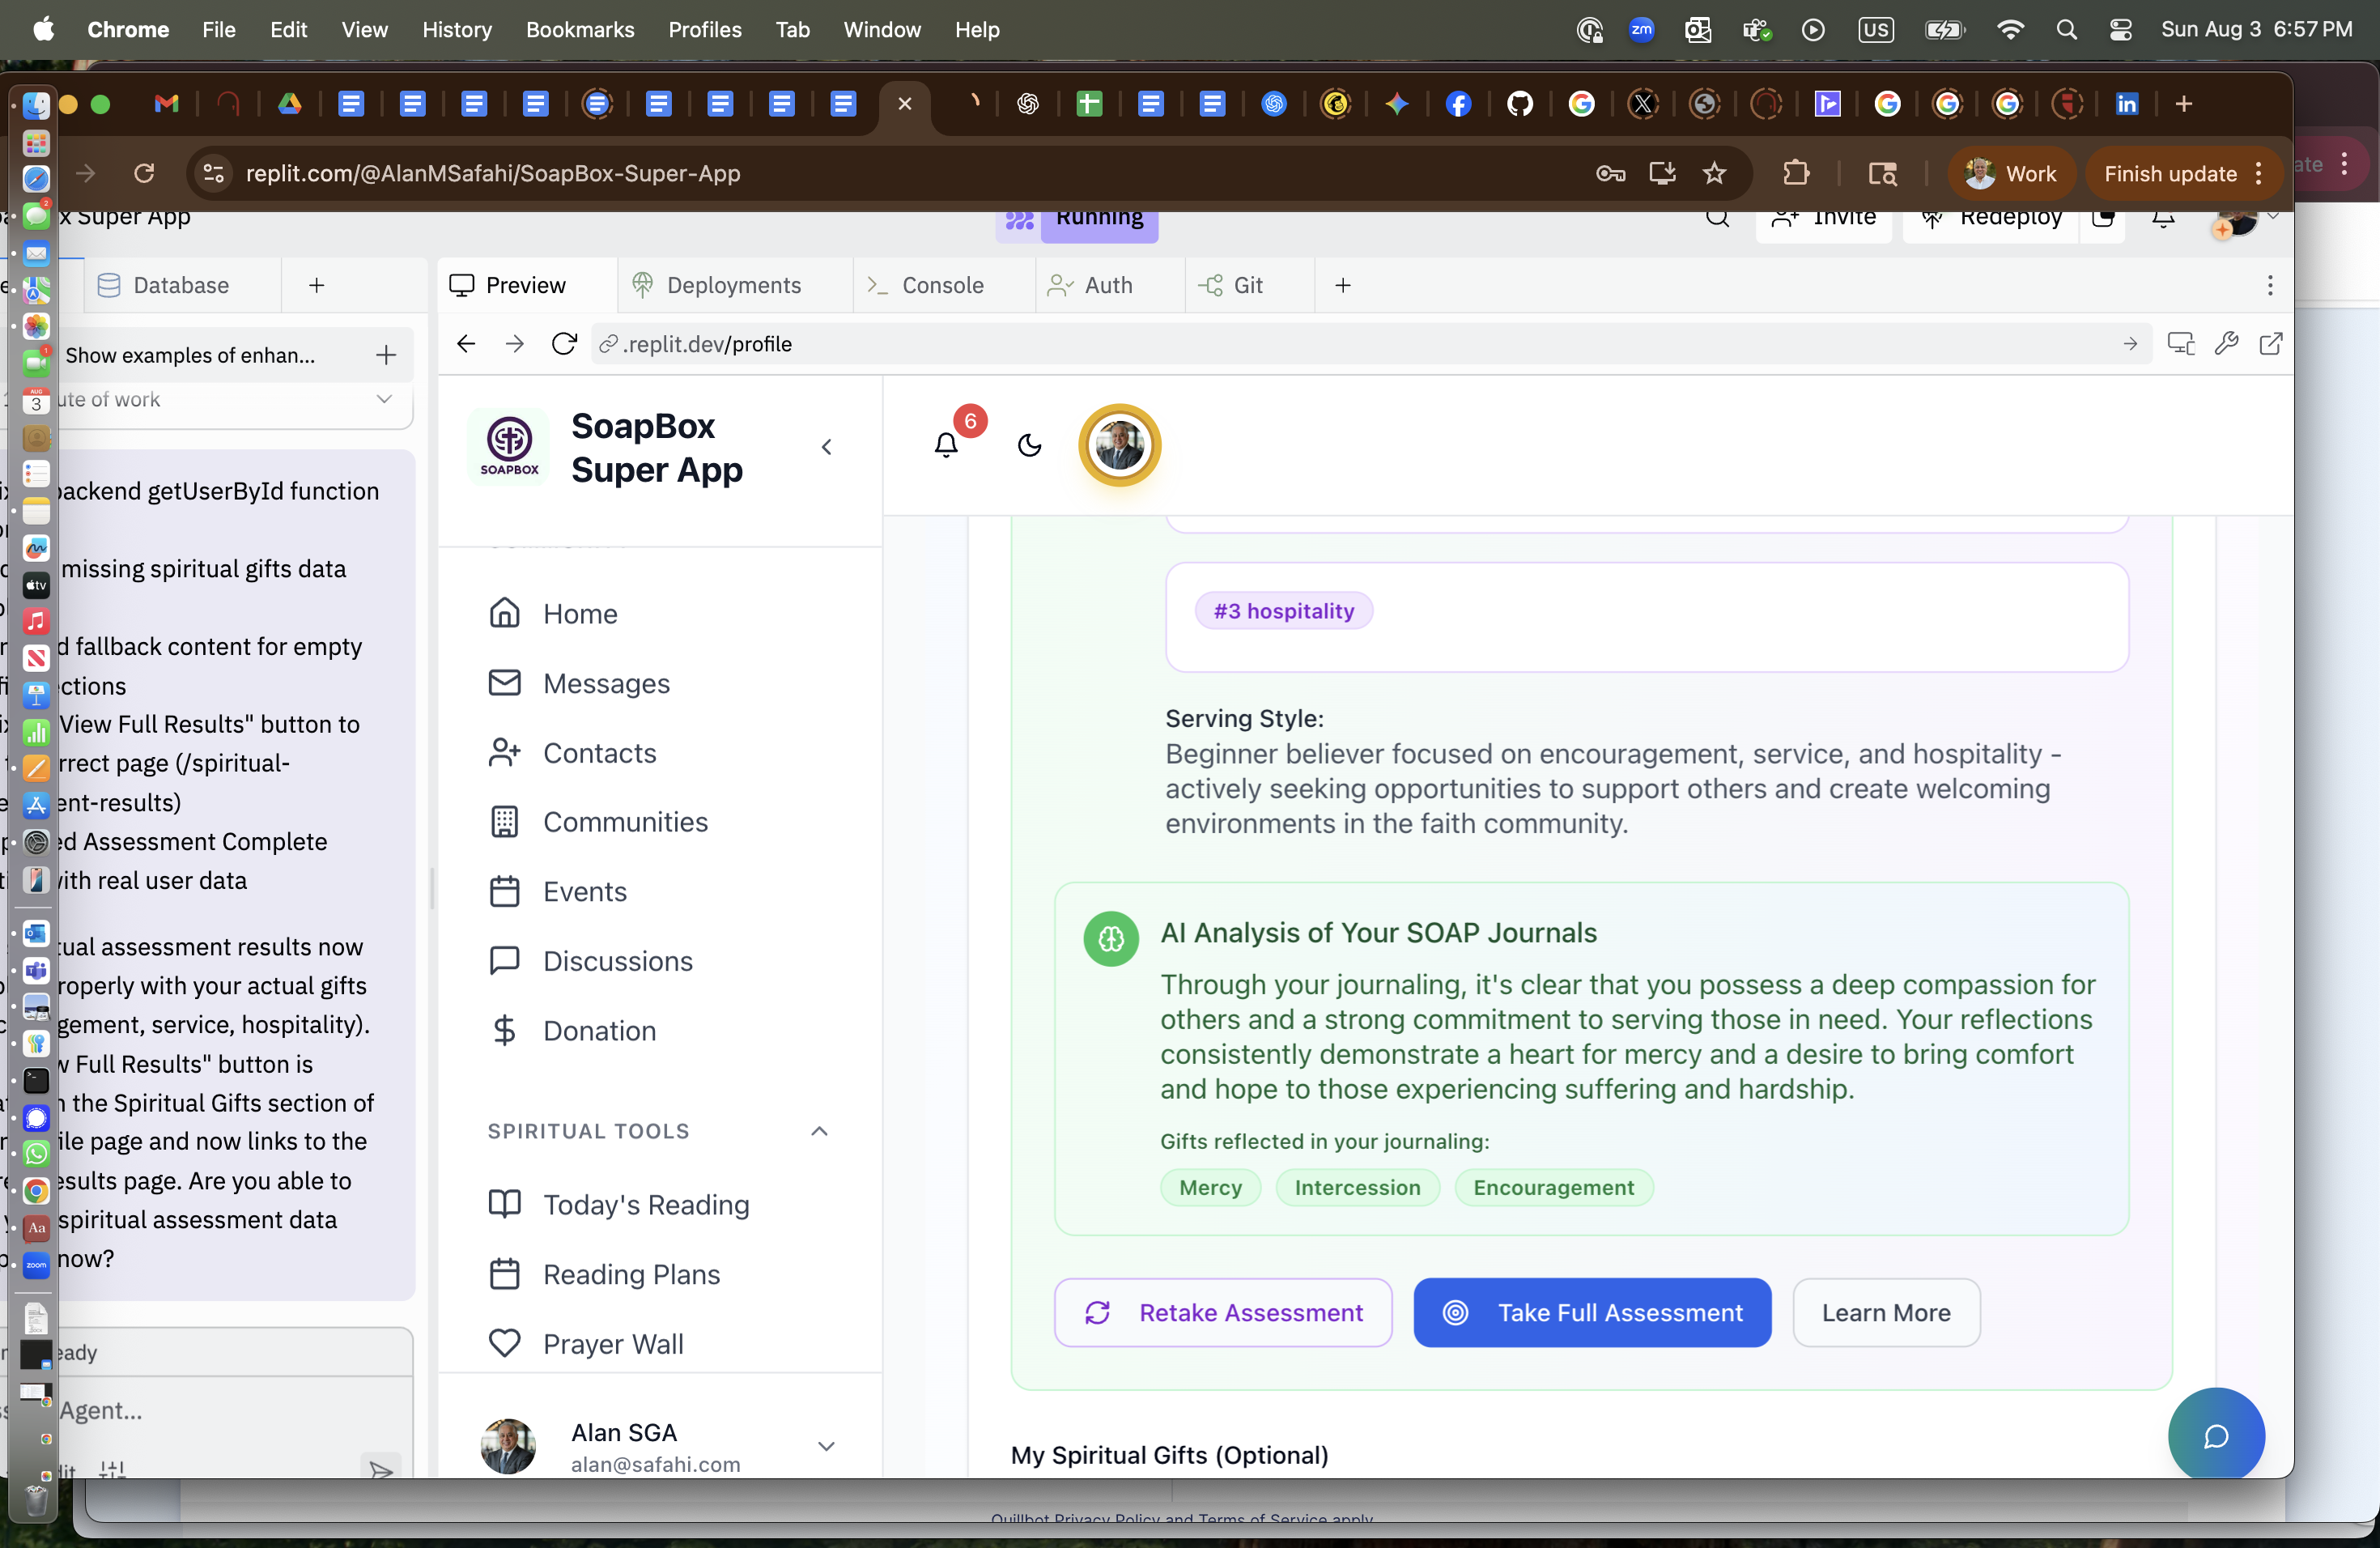 Chrome File Edit View History Bookmarks Profiles Tab Window Help
zm
US
Sun Aug 3 6:57 PM
replit.com/@AlanMSafahi/SoapBox-Super-App
Work
Finish update
x Super App
Running
Invite
Redeploy
Database
Preview
Deployments
Console
Auth
Git
Show examples of enhan...
ute of work
.replit.dev/profile
backend getUserById function
missing spiritual gifts data
d fallback content for empty
ctions
View Full Results" button to
rrect page (/spiritual-
ent-results)
ed Assessment Complete
with real user data
tual assessment results now
roperly with your actual gifts
gement, service, hospitality).
w Full Results" button is
n the Spiritual Gifts section of
ile page and now links to the
esults page. Are you able to
spiritual assessment data
now?
eady
Agent...
SOAPBOX
SoapBox
Super App
6
Home
Messages
Contacts
Communities
Events
Discussions
Donation
SPIRITUAL TOOLS
Today's Reading
Reading Plans
Prayer Wall
Alan SGA
alan@safahi.com
#3 hospitality
Serving Style:
Beginner believer focused on encouragement, service, and hospitality -
actively seeking opportunities to support others and create welcoming
environments in the faith community.
AI Analysis of Your SOAP Journals
Through your journaling, it's clear that you possess a deep compassion for
others and a strong commitment to serving those in need. Your reflections
consistently demonstrate a heart for mercy and a desire to bring comfort
and hope to those experiencing suffering and hardship.
Gifts reflected in your journaling:
Mercy
Intercession
Encouragement
Retake Assessment
Take Full Assessment
Learn More
My Spiritual Gifts (Optional)
Quillbot Privacy Policy and Terms of Service apply